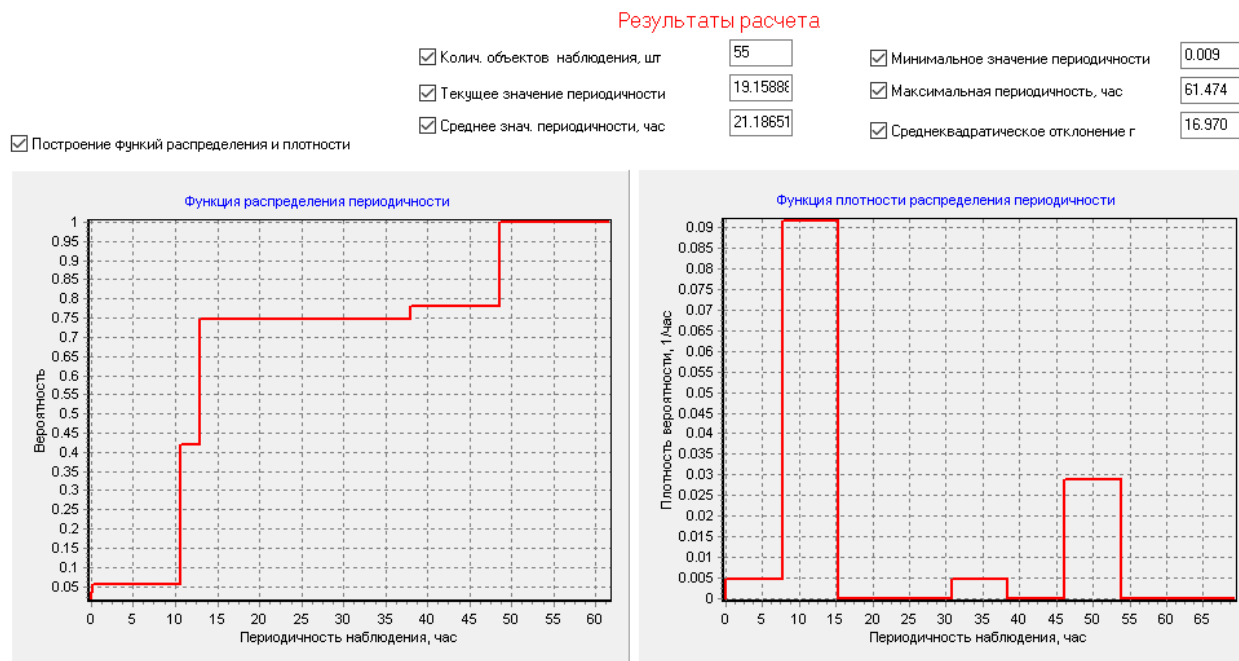 Результаты расчета
Колич. объектов наблюдения, шт 55
Минимальное значение периодичности 0.009
Текущее значение периодичности 19.15888
Максимальная периодичность, час 61.474
Среднее знач. периодичности, час 21.18651
Среднеквадратическое отклонение г 16.970
Построение функий распределения и плотности
Функция распределения периодичности
1
0.95
0.9
0.85
0.8
0.75
0.7
0.65
0.6
0.55
0.5
0.45
0.4
0.35
0.3
0.25
0.2
0.15
0.1
0.05
Вероятность
0 5 10 15 20 25 30 35 40 45 50 55 60
Периодичность наблюдения, час
Функция плотности распределения периодичности
0.09
0.085
0.08
0.075
0.07
0.065
0.06
0.055
0.05
0.045
0.04
0.035
0.03
0.025
0.02
0.015
0.01
0.005
0
Плотность вероятности, 1/час
0 5 10 15 20 25 30 35 40 45 50 55 60 65
Периодичность наблюдения, час